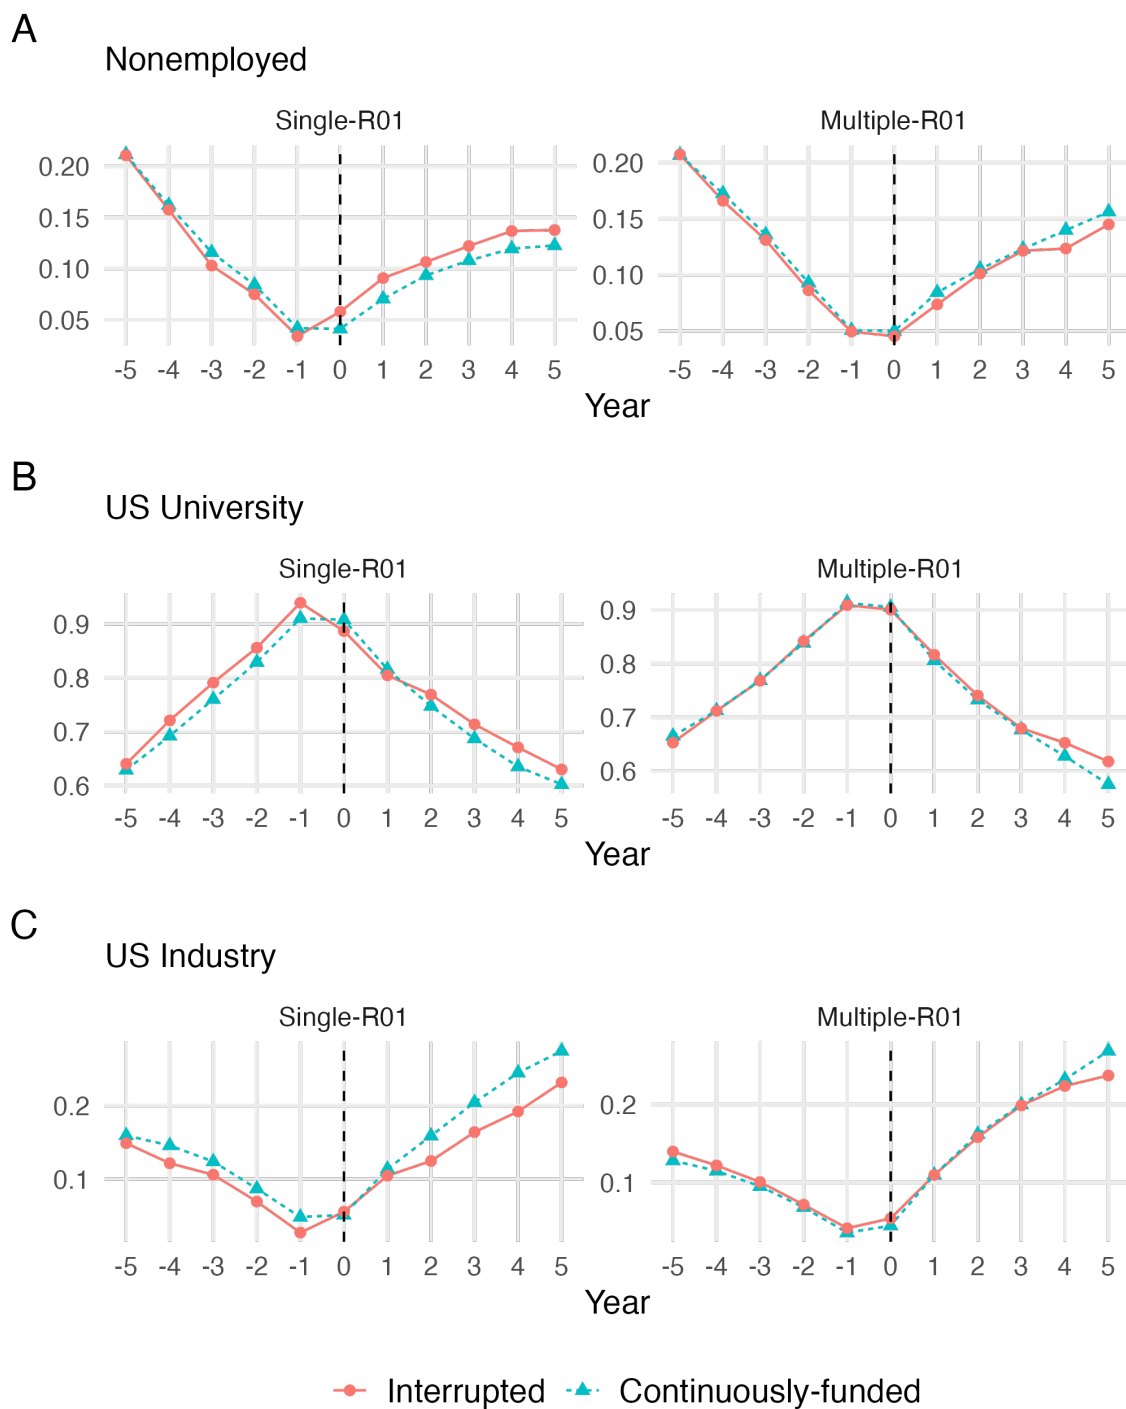 A
Nonemployed
Single-R01 Multiple-R01
0.20 0.20
0.15 0.15
0.10 0.10
0.05 0.05
-5 -4 -3 -2 -1 0 1 2 3 4 5 -5 -4 -3 -2 -1 0 1 2 3 4 5
Year
B
US University
Single-R01 Multiple-R01
0.9 0.9
0.8 0.8
0.7 0.7
0.6 0.6
-5 -4 -3 -2 -1 0 1 2 3 4 5 -5 -4 -3 -2 -1 0 1 2 3 4 5
Year
C
US Industry
Single-R01 Multiple-R01
0.2 0.2
0.1 0.1
-5 -4 -3 -2 -1 0 1 2 3 4 5 -5 -4 -3 -2 -1 0 1 2 3 4 5
Year
Interrupted Continuously-funded